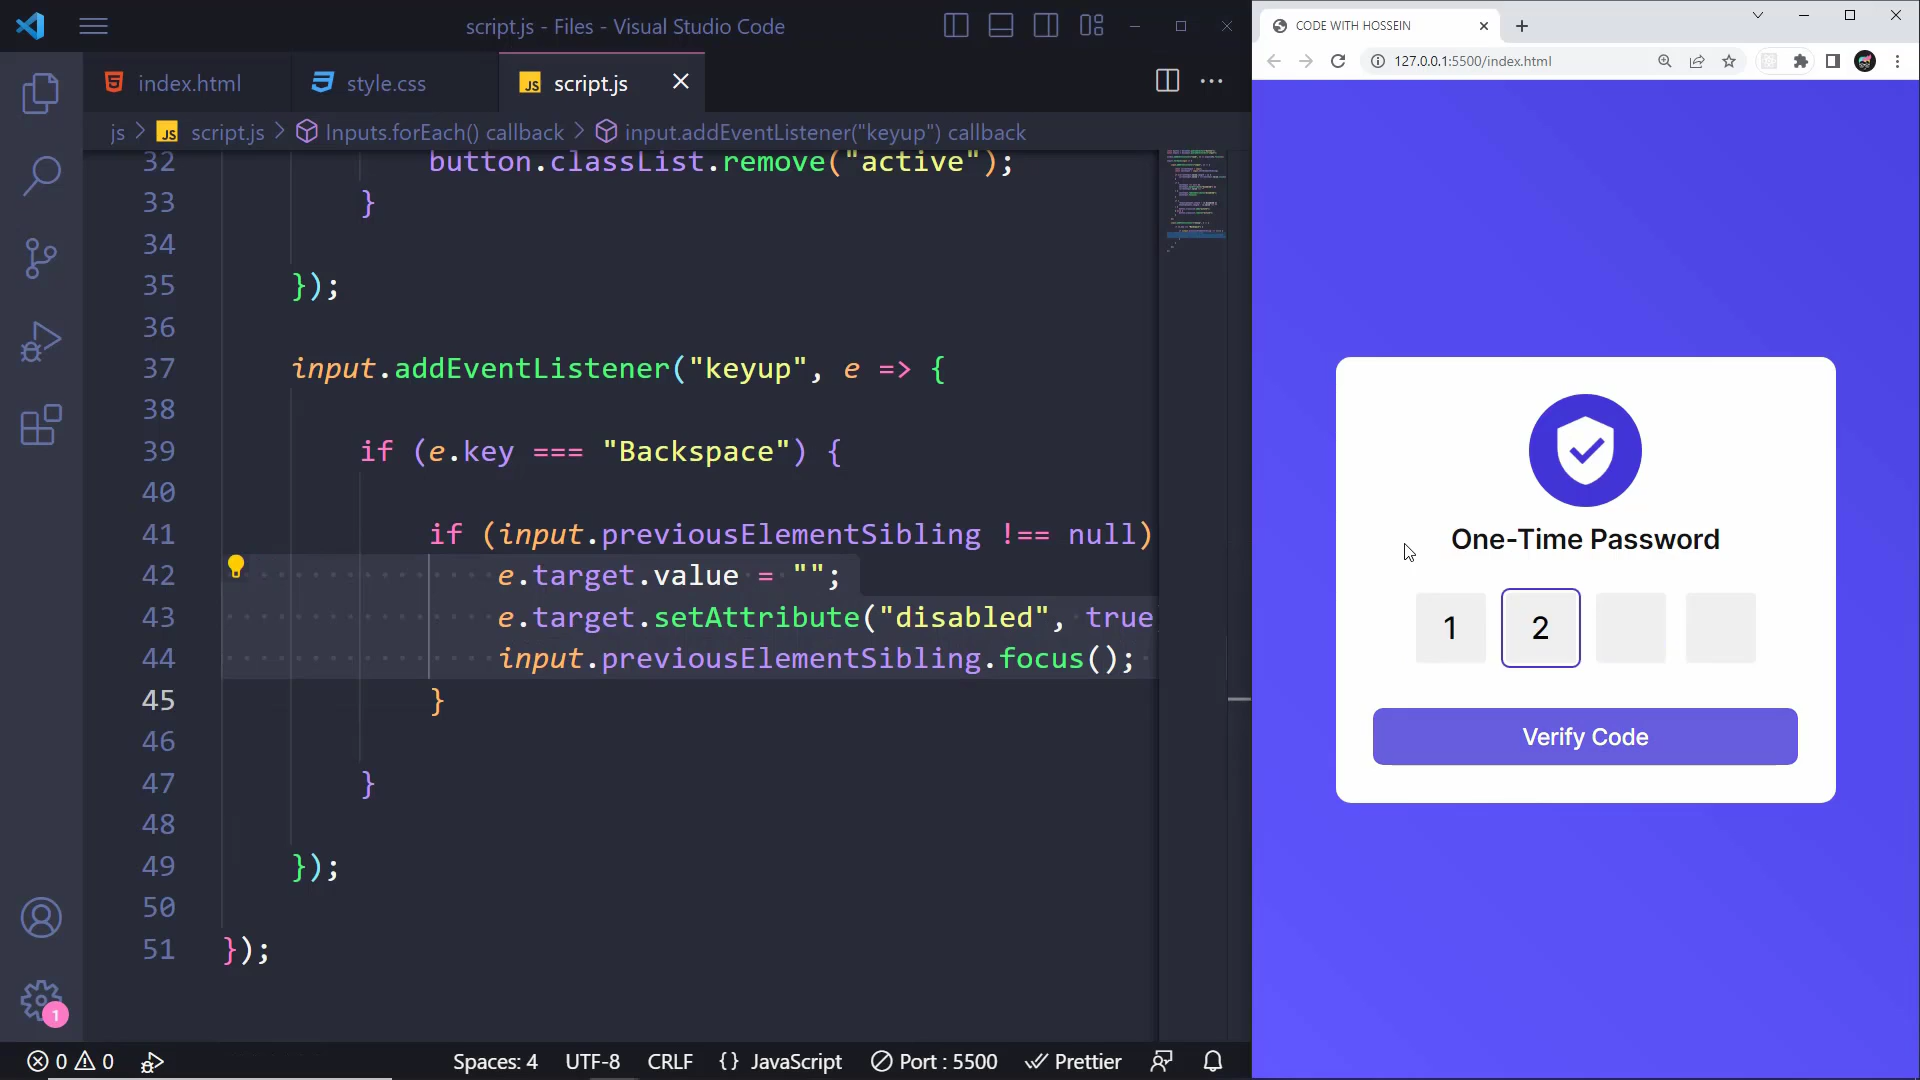 script.js - Files - Visual Studio Code
index.html
style.css
JS script.js
js > JS script.js > Inputs.forEach() callback > input.addEventListener("keyup") callback
32 button.classList.remove("active");
33 }
34
35 });
36
37 input.addEventListener("keyup", e => {
38
39 if (e.key === "Backspace") {
40
41 if (input.previousElementSibling !== null)
42 e.target.value = "";
43 e.target.setAttribute("disabled", true
44 input.previousElementSibling.focus();
45 }
46
47 }
48
49 });
50
51 });
1
0 0
Spaces: 4 UTF-8 CRLF {} JavaScript Port : 5500 Prettier
CODE WITH HOSSEIN
127.0.0.1:5500/index.html
One-Time Password
1 2
Verify Code